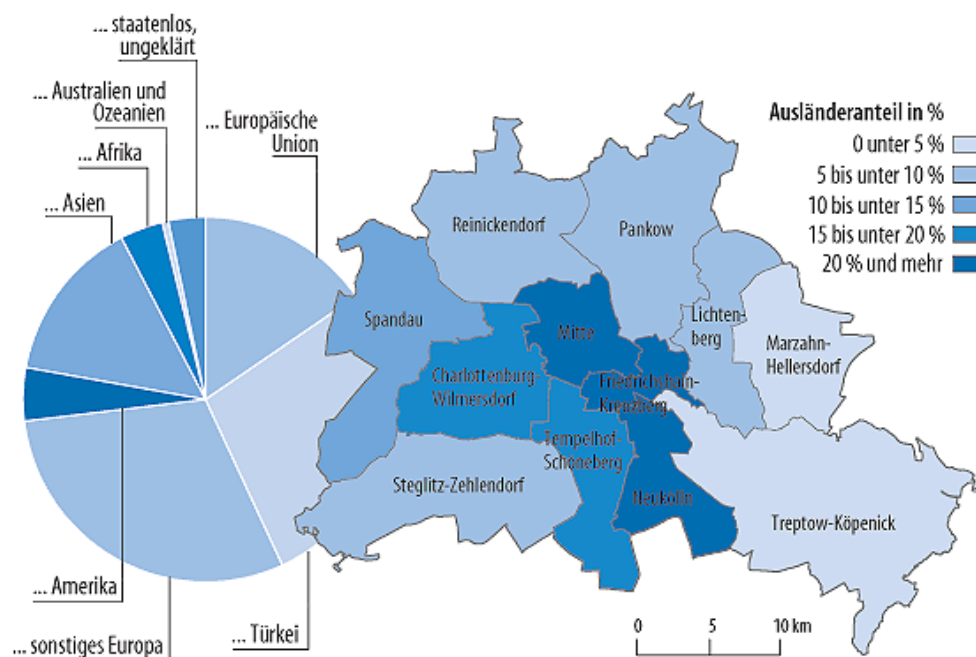 ... staatenlos,
ungeklärt
... Australien und
Ozeanien
... Afrika
... Asien
... Europäische
Union
... Amerika
... sonstiges Europa
... Türkei
Reinickendorf
Pankow
Spandau
Mitte
Lichten-
berg
Marzahn-
Hellersdorf
Charlottenburg-
Wilmersdorf
Friedrichshain-
Kreuzberg
Tempelhof-
Schöneberg
Steglitz-Zehlendorf
Neukölln
Treptow-Köpenick
Ausländeranteil in %
0 unter 5 %
5 bis unter 10 %
10 bis unter 15 %
15 bis unter 20 %
20 % und mehr
0 5 10 km